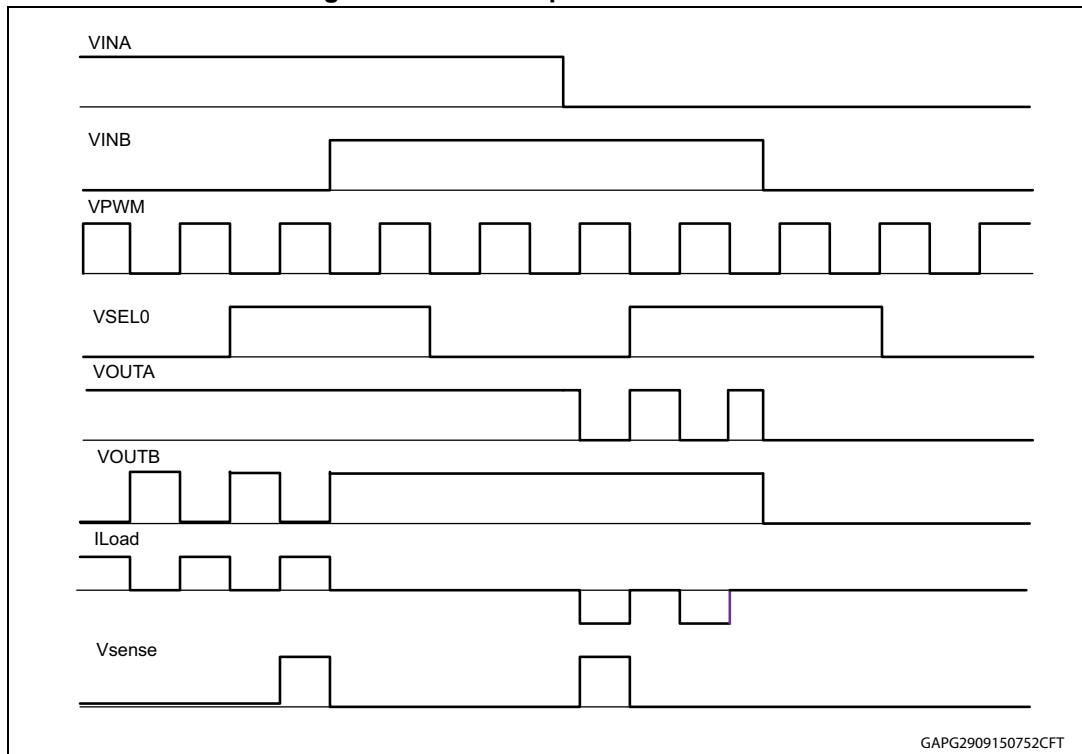 VINA
VINB
VPWM
VSEL0
VOUTA
VOUTB
ILoad
Vsense
GAPG2909150752CFT